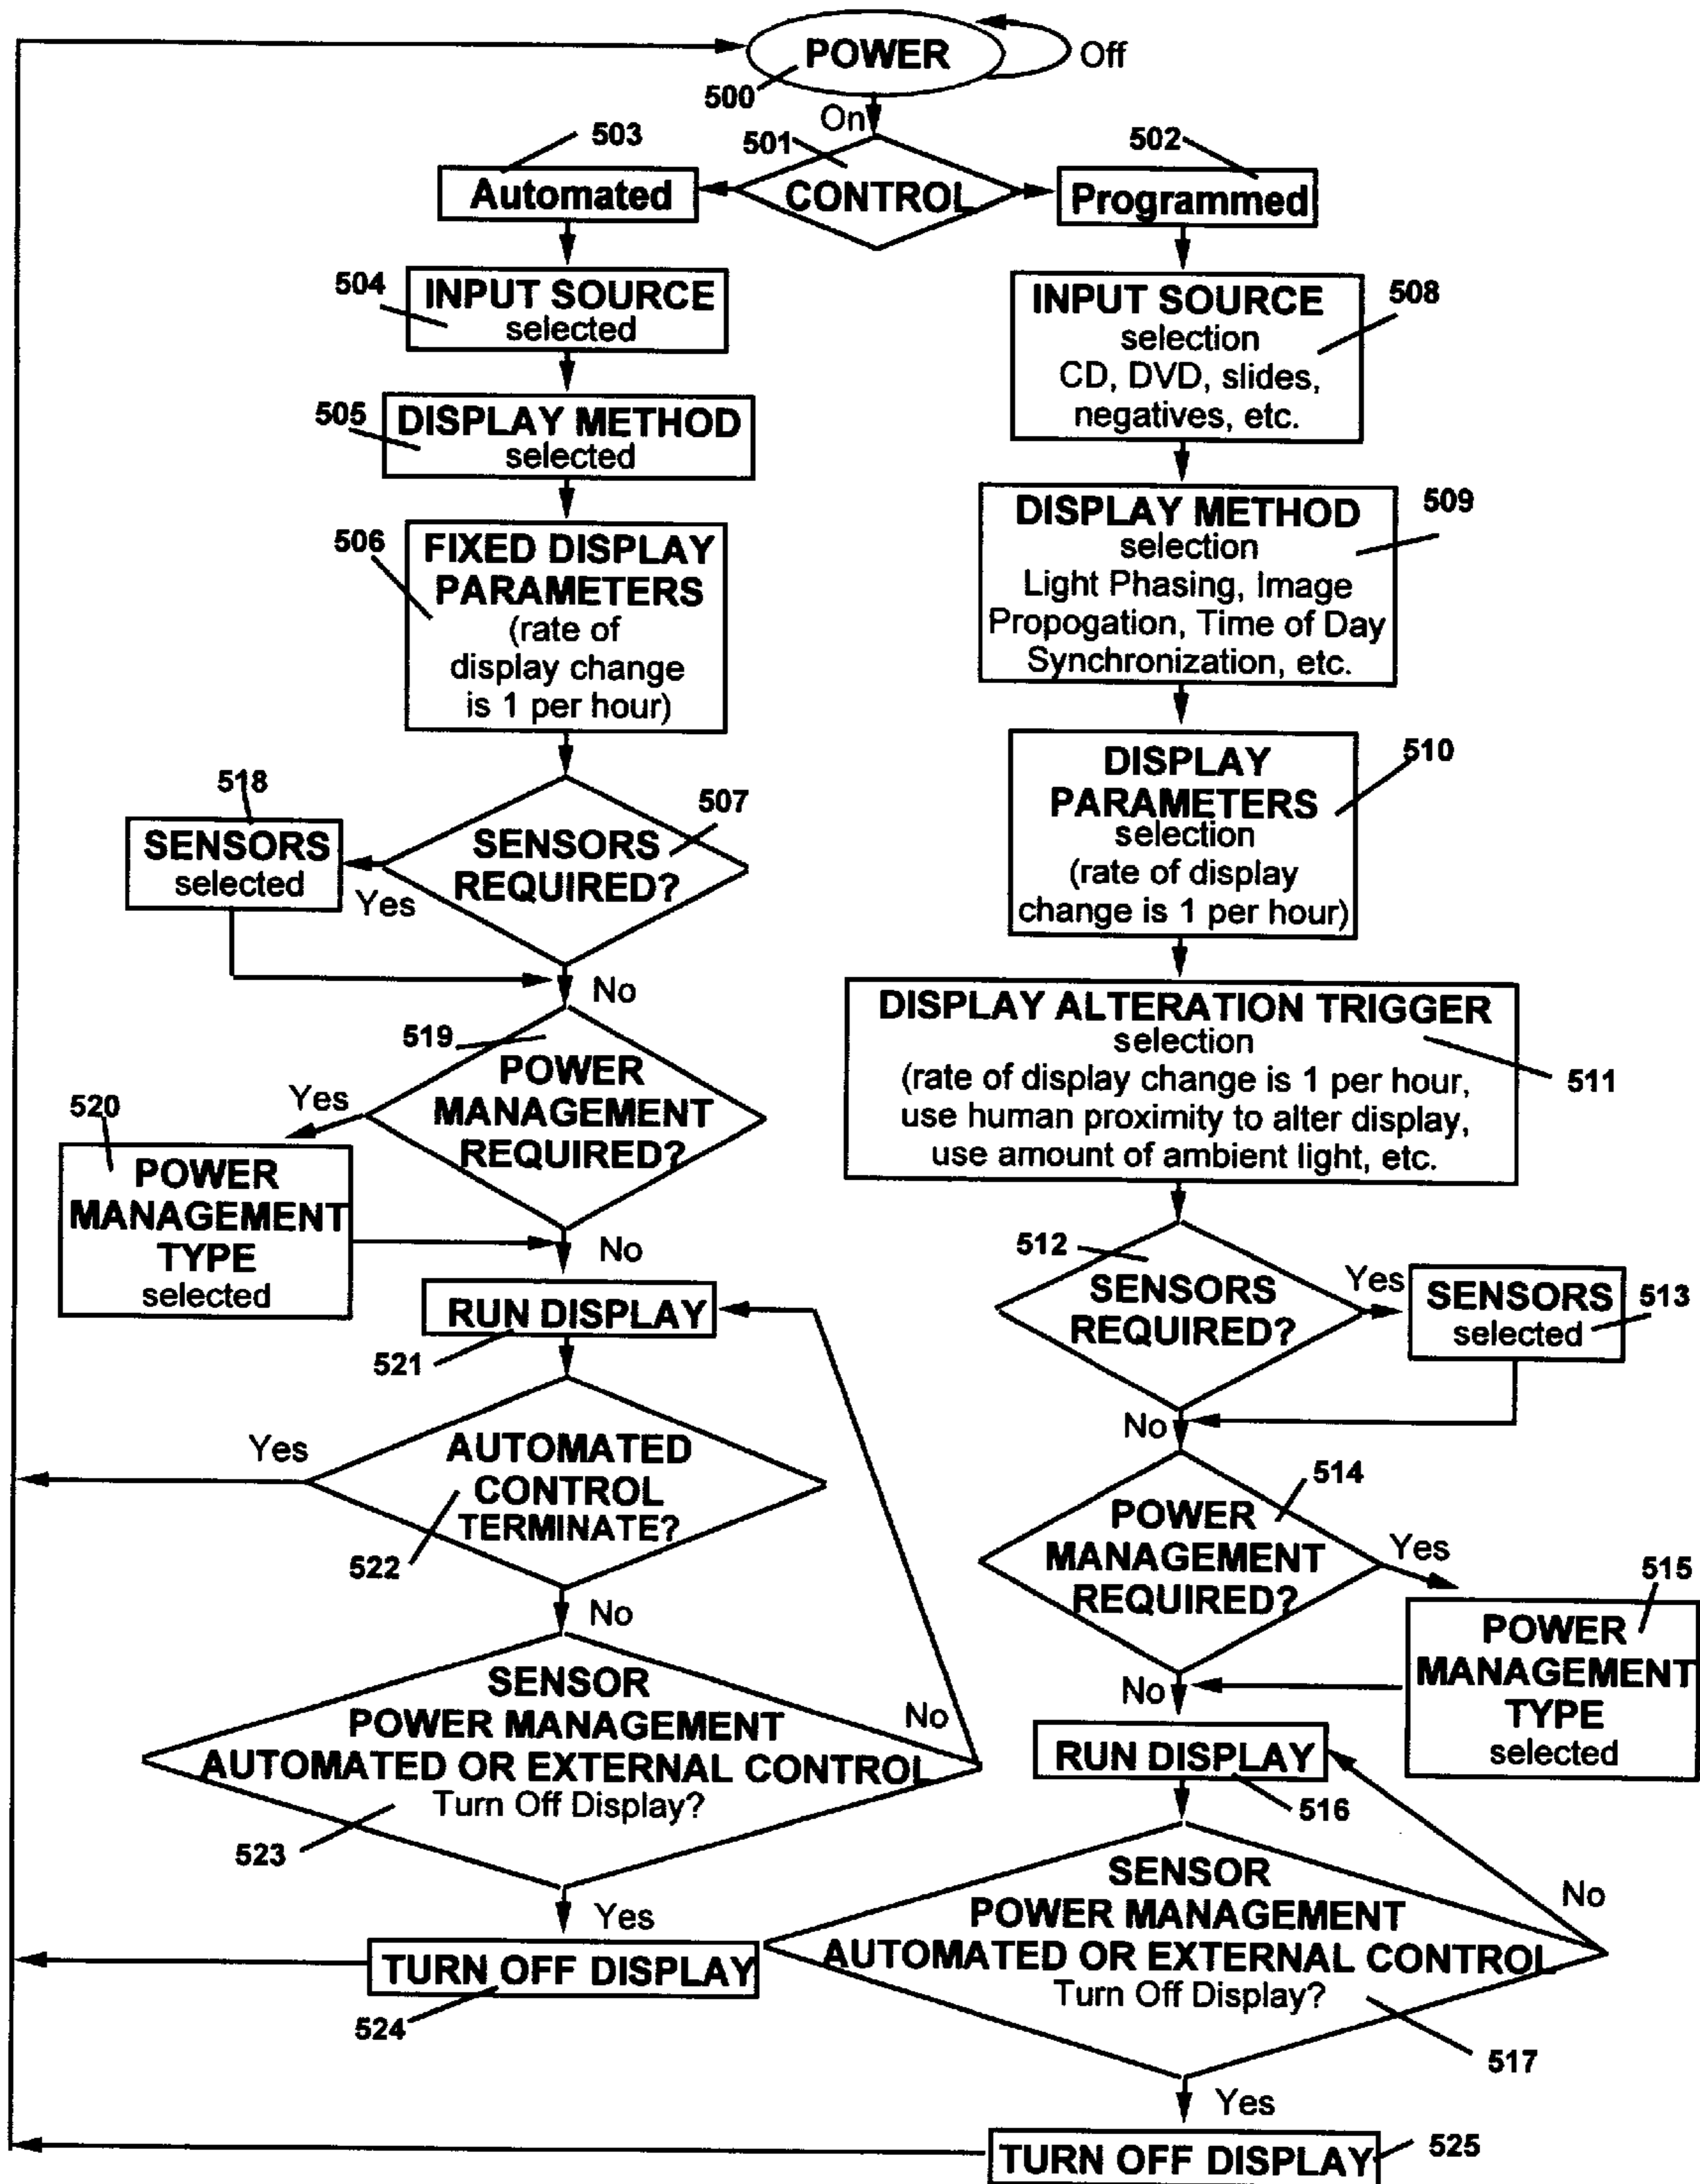 POWER
Off
500
On
503
501
502
Automated
CONTROL
Programmed
504
INPUT SOURCE
selected
INPUT SOURCE
selection
CD, DVD, slides,
negatives, etc.
508
505
DISPLAY METHOD
selected
DISPLAY METHOD
selection
Light Phasing, Image
Propogation, Time of Day
Synchronization, etc.
509
506
FIXED DISPLAY
PARAMETERS
(rate of
display change
is 1 per hour)
DISPLAY
PARAMETERS
selection
(rate of display
change is 1 per hour)
510
518
507
SENSORS
selected
Yes
SENSORS
REQUIRED?
No
DISPLAY ALTERATION TRIGGER
selection
(rate of display change is 1 per hour,
use human proximity to alter display,
use amount of ambient light, etc.
511
519
POWER
MANAGEMENT
REQUIRED?
Yes
520
POWER
MANAGEMENT
TYPE
selected
No
512
SENSORS
REQUIRED?
Yes
SENSORS
selected
513
No
RUN DISPLAY
521
AUTOMATED
CONTROL
TERMINATE?
Yes
522
No
514
POWER
MANAGEMENT
REQUIRED?
Yes
515
POWER
MANAGEMENT
TYPE
selected
No
SENSOR
POWER MANAGEMENT
AUTOMATED OR EXTERNAL CONTROL
Turn Off Display?
No
523
Yes
RUN DISPLAY
516
SENSOR
POWER MANAGEMENT
AUTOMATED OR EXTERNAL CONTROL
Turn Off Display?
No
517
Yes
TURN OFF DISPLAY
524
TURN OFF DISPLAY
525